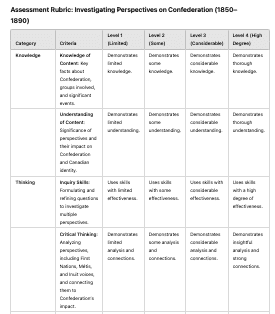 Assessment Rubric: Investigating Perspectives on Confederation (1850–
1890)
Category Criteria Level 1 (Limited) Level 2 (Some) Level 3 (Considerable) Level 4 (High Degree)
Knowledge
Knowledge of
Content: Key
facts about
Confederation,
groups involved,
and significant
events.
Demonstrates
limited
knowledge.
Demonstrates
some
knowledge.
Demonstrates
considerable
knowledge.
Demonstrates
thorough
knowledge.
Understanding
of Content:
Significance of
perspectives
and their impact on
Confederation
and Canadian
identity.
Demonstrates
limited
understanding.
Demonstrates
some
understanding.
Demonstrates
considerable
understanding.
Demonstrates
thorough
understanding.
Thinking
Inquiry Skills:
Formulating and
refining questions
to investigate
multiple
perspectives.
Uses skills
with limited
effectiveness.
Uses skills
with some
effectiveness.
Uses skills with
considerable
effectiveness.
Uses skills
with a high
degree of
effectiveness.
Critical Thinking:
Analyzing
perspectives,
including First
Nations, Métis,
and Inuit voices,
and connecting
them to
Confederation's
impact.
Demonstrates
limited
analysis and
connections.
Demonstrates
some analysis
and
connections.
Demonstrates
considerable
analysis and
connections.
Demonstrates
insightful
analysis and
strong
connections.